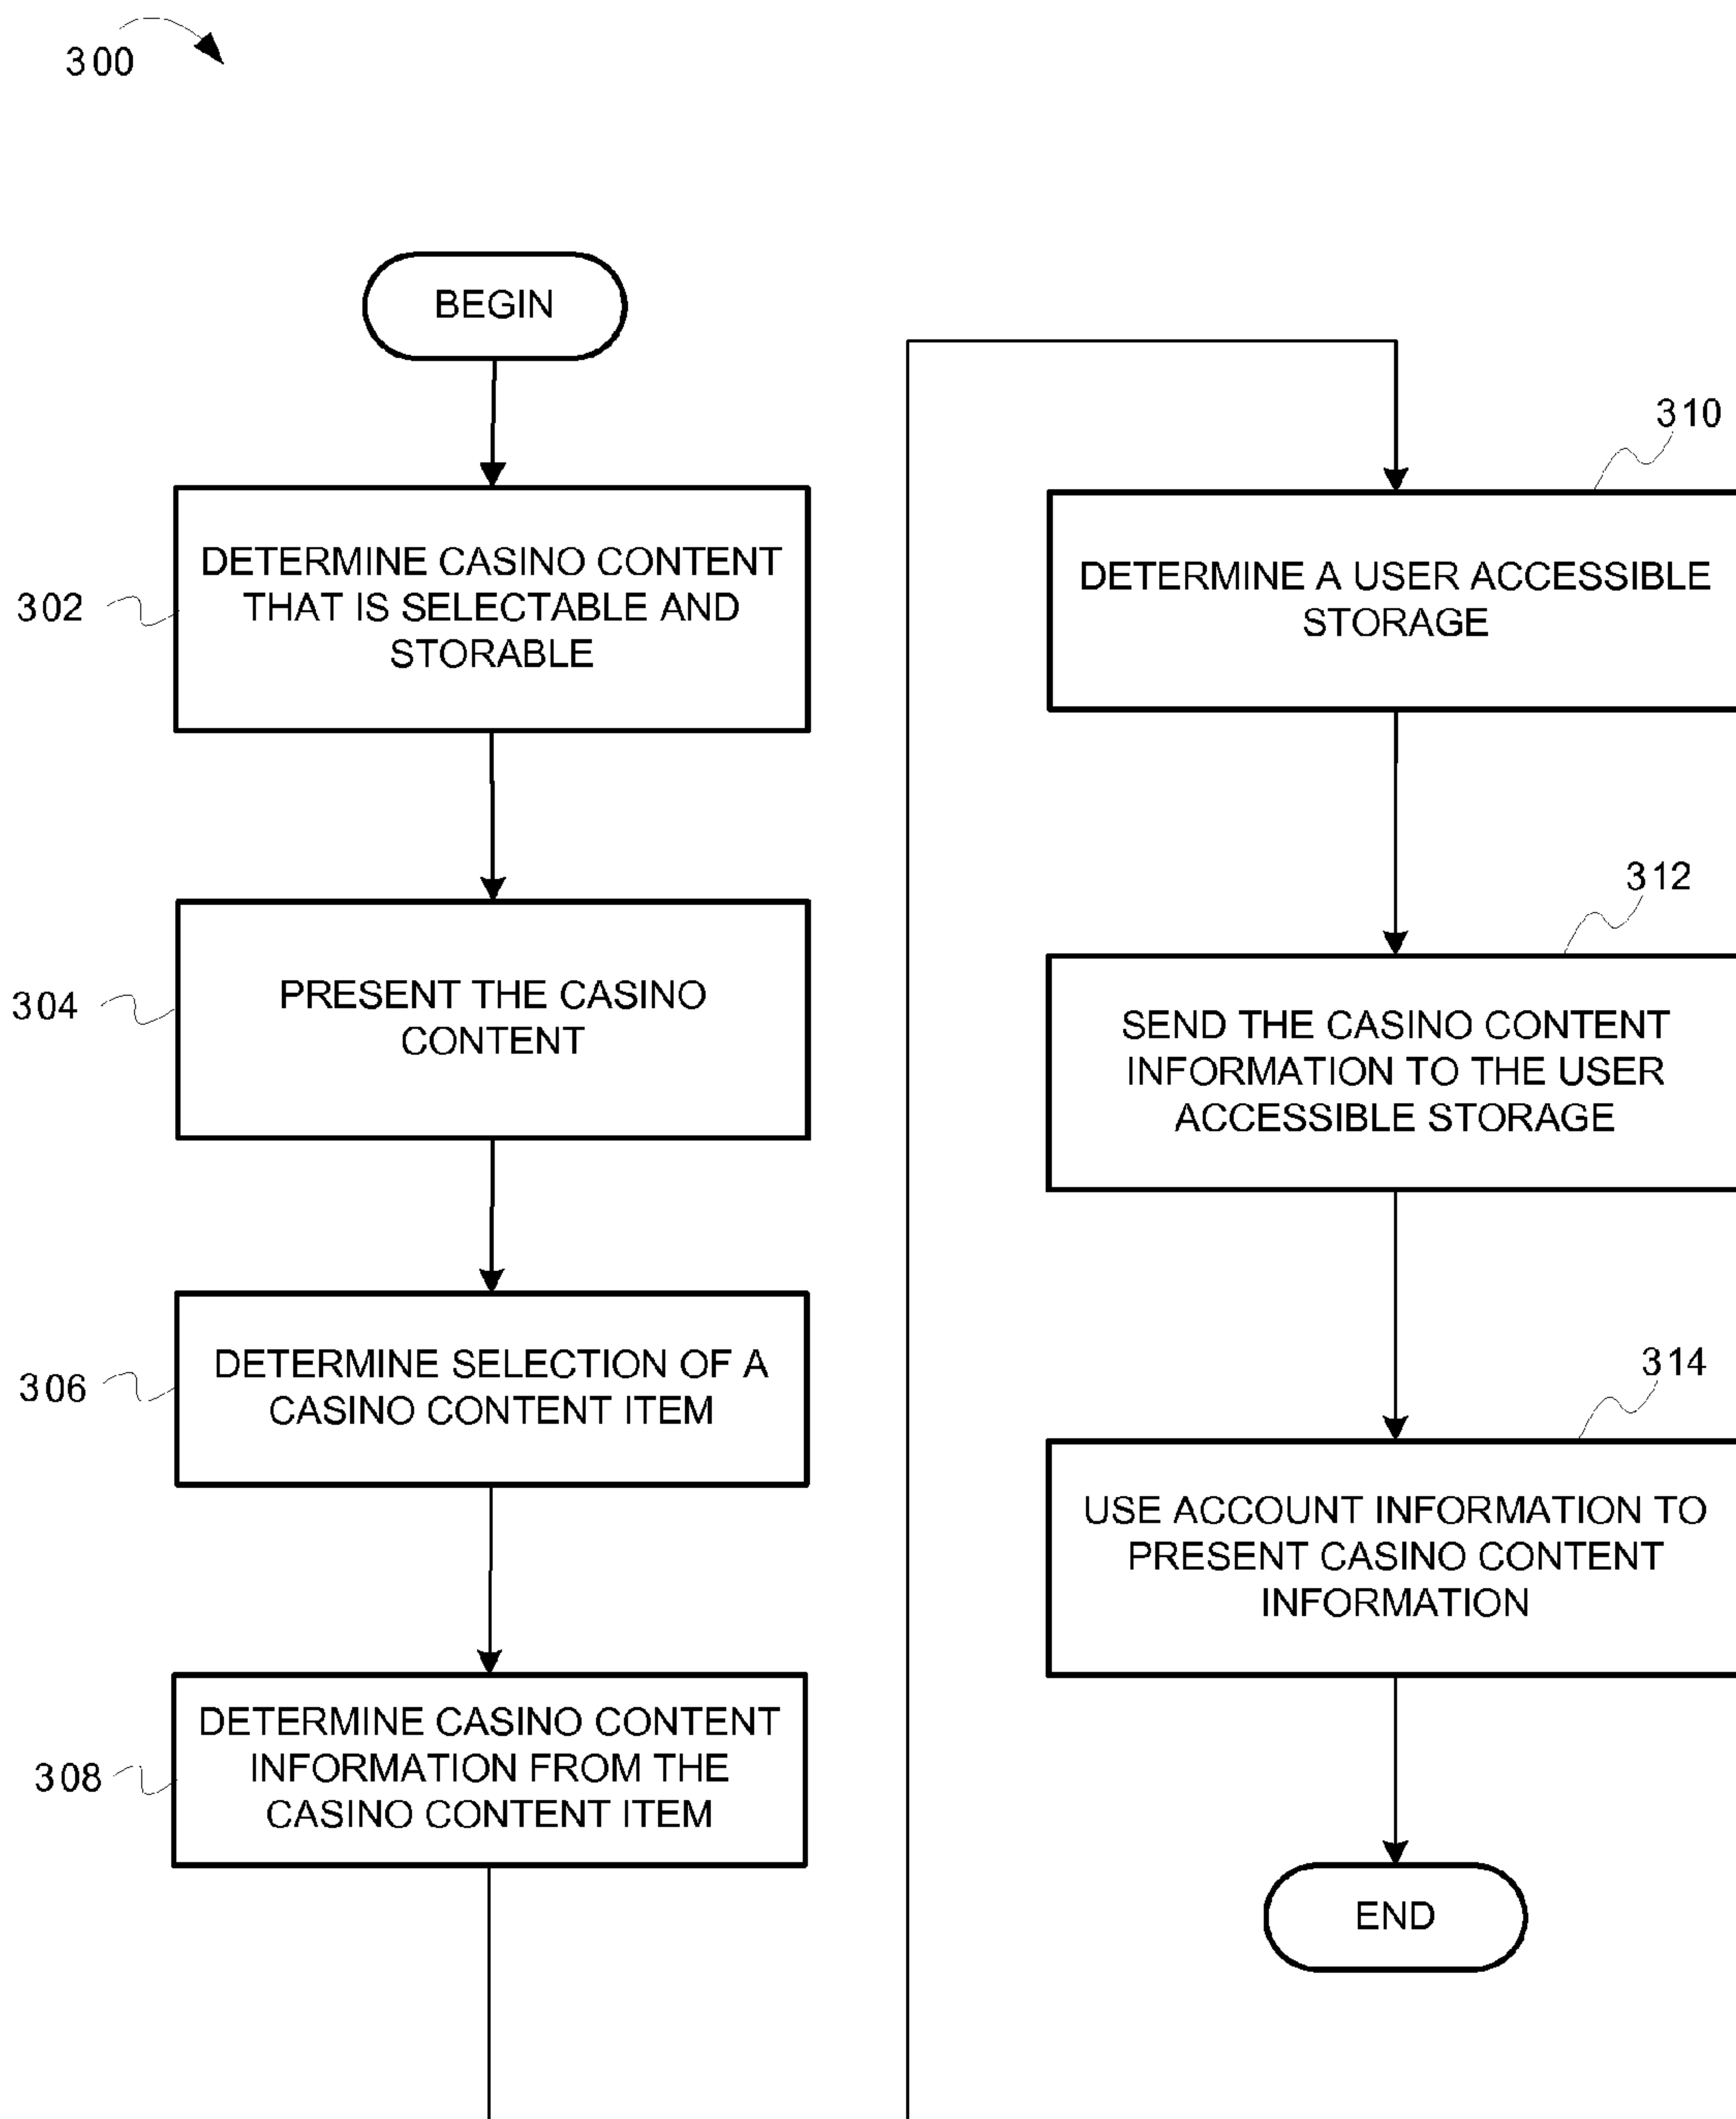 300
BEGIN
302
DETERMINE CASINO CONTENT
THAT IS SELECTABLE AND
STORABLE
304
PRESENT THE CASINO
CONTENT
306
DETERMINE SELECTION OF A
CASINO CONTENT ITEM
308
DETERMINE CASINO CONTENT
INFORMATION FROM THE
CASINO CONTENT ITEM
310
DETERMINE A USER ACCESSIBLE
STORAGE
312
SEND THE CASINO CONTENT
INFORMATION TO THE USER
ACCESSIBLE STORAGE
314
USE ACCOUNT INFORMATION TO
PRESENT CASINO CONTENT
INFORMATION
END